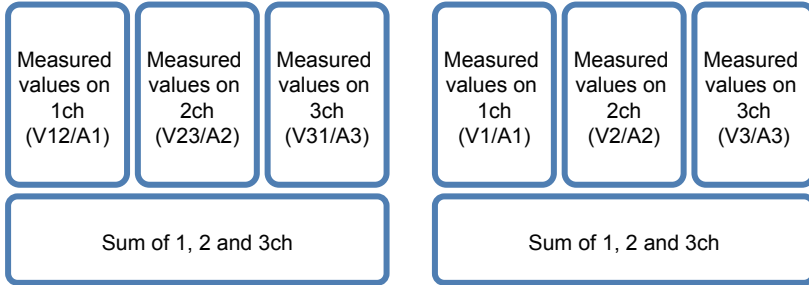 Measured
values on
1ch
(V12/A1)
Measured
values on
2ch
(V23/A2)
Measured
values on
3ch
(V31/A3)
Sum of 1, 2 and 3ch
Measured
values on
1ch
(V1/A1)
Measured
values on
2ch
(V2/A2)
Measured
values on
3ch
(V3/A3)
Sum of 1, 2 and 3ch